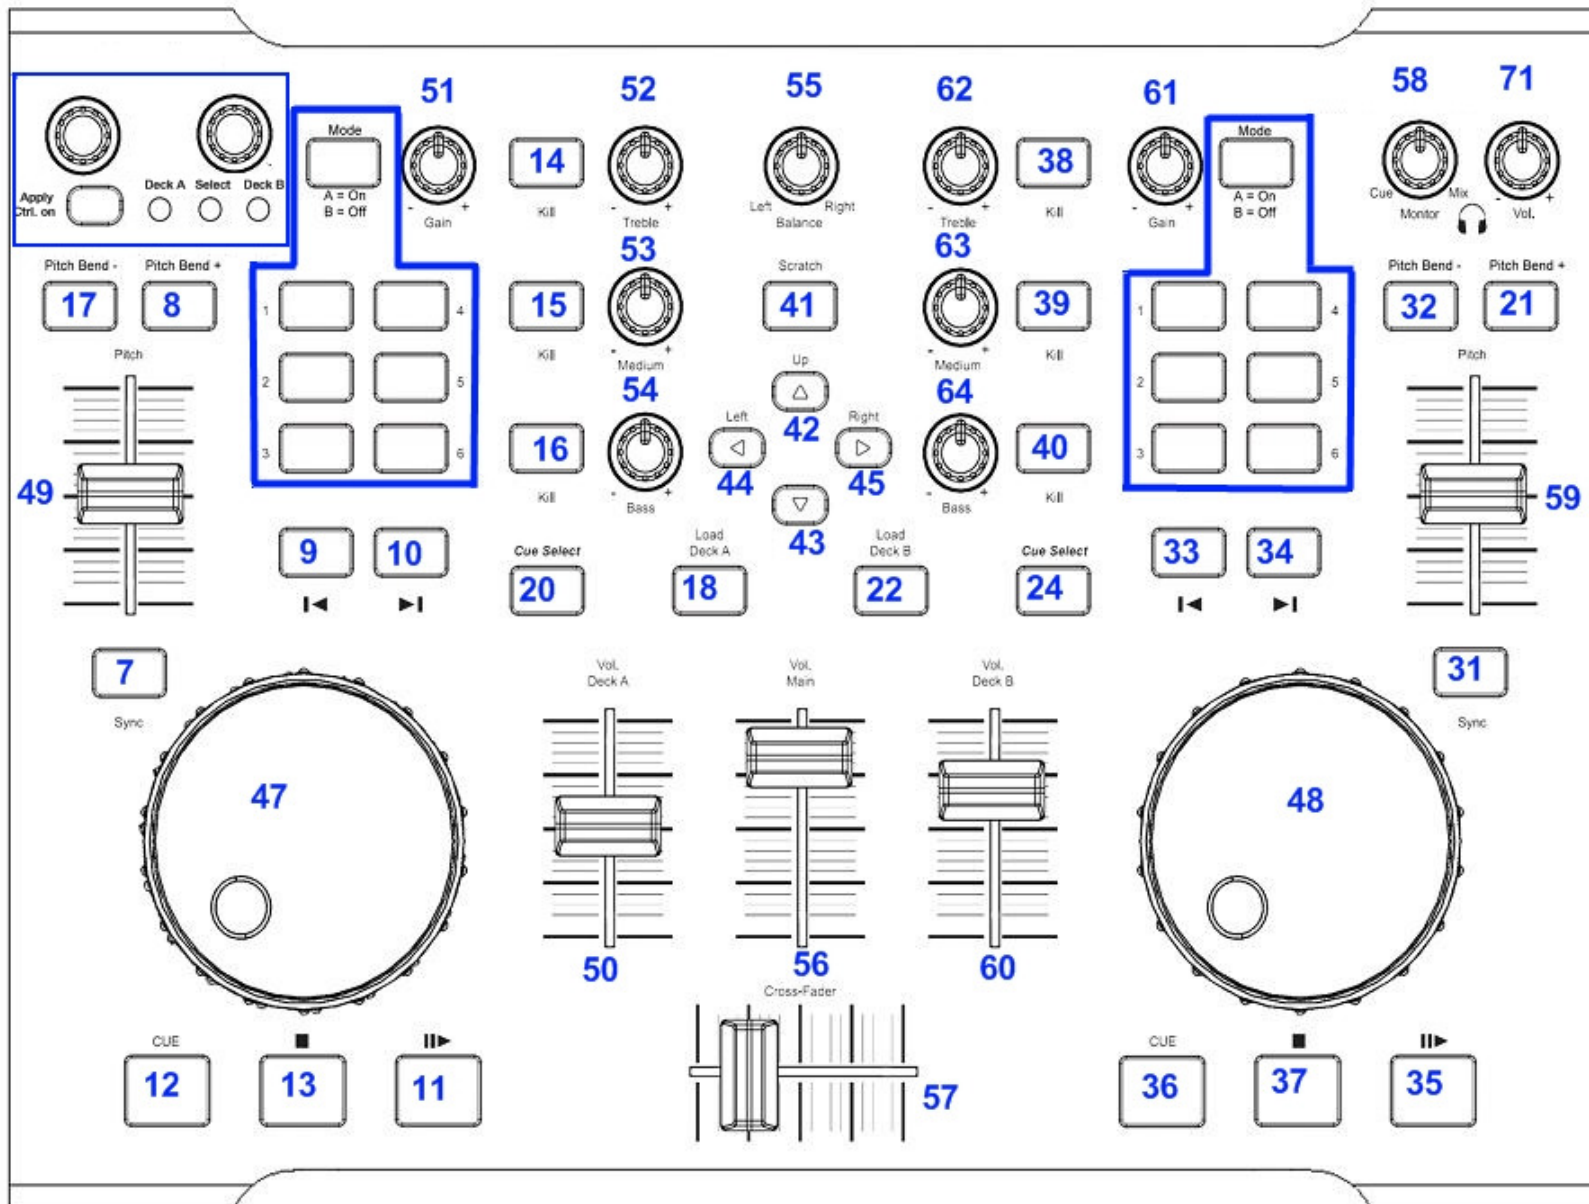 51 52 55 62 61 58 71
Mode Mode
14 38
Apply Deck A Select Deck B
Ctrl. on
A = On A = On
B = Off B = Off
Left Right
Cue Mix
- + - + Balance - + - + Montor - +
Gain Kill Treble Treble Kill Gain Vol.
53 63
Pitch Bend - Pitch Bend + Scratch Pitch Bend - Pitch Bend +
17 8 1 4 15 41 39 1 4 32 21
Pitch Kill - + Up - + Kill Pitch
Medium Medium
2 5 54 64 2 5
Left 42 Right
3 6 16 40 3 6
49 44 45 59
Kill - + - + Kill
Bass Bass
43
9 10 Load Load 33 34
Cue Select Deck A Deck B Cue Select
20 18 22 24
7 31
Vol. Vol. Vol.
Deck A Main Deck B
Sync Sync
47 48
50 56 60
Cross-Fader
CUE CUE
12 13 11 57 36 37 35